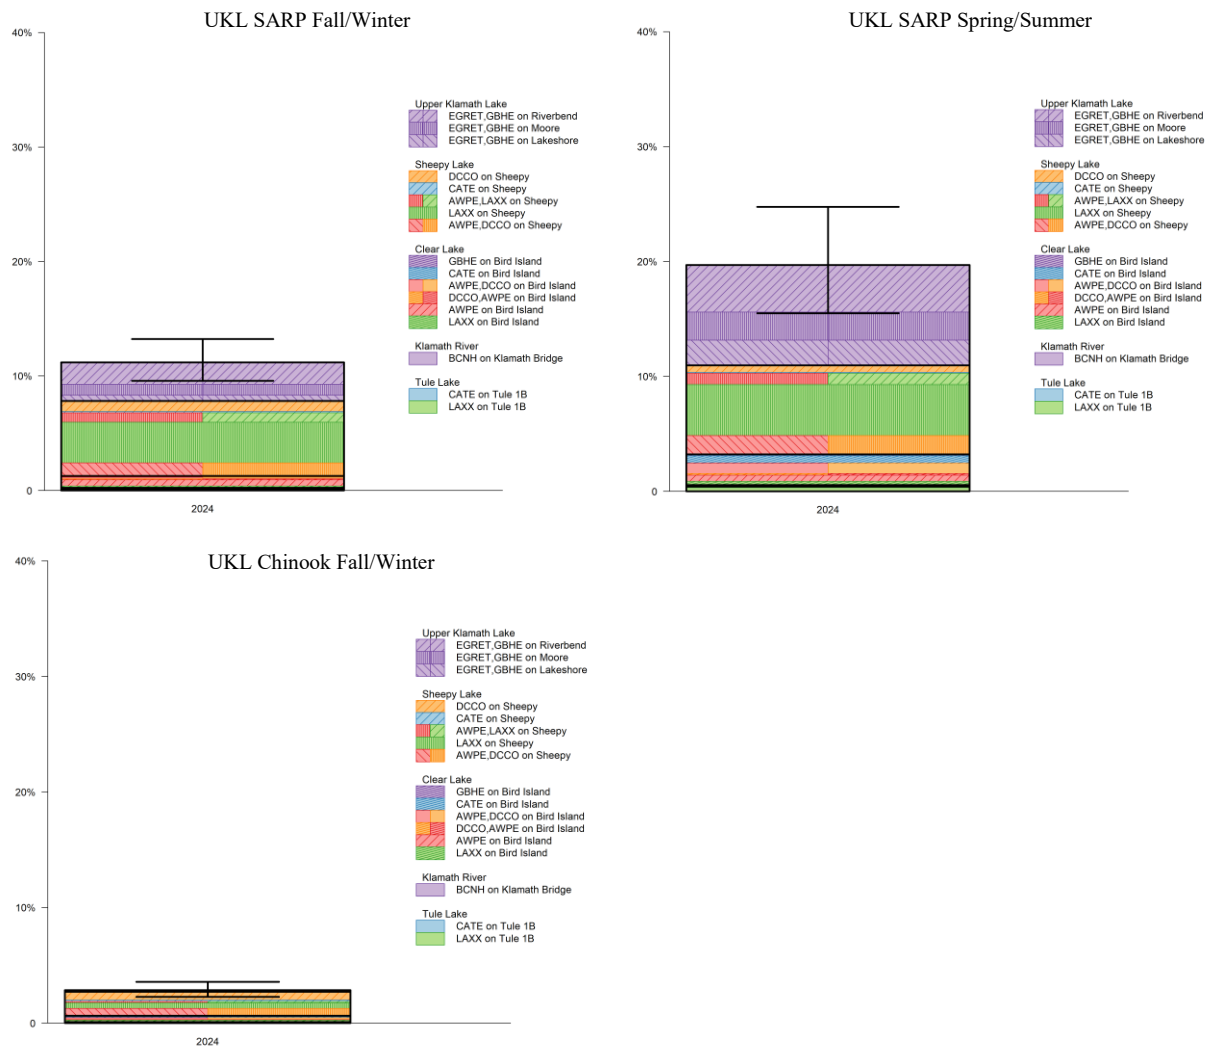 UKL SARP Fall/Winter
40%
30%
20%
10%
0
2024
Upper Klamath Lake
EGRET,GBHE on Riverbend
EGRET,GBHE on Moore
EGRET,GBHE on Lakeshore
Sheepy Lake
DCCO on Sheepy
CATE on Sheepy
AWPE,LAXX on Sheepy
LAXX on Sheepy
AWPE,DCCO on Sheepy
Clear Lake
GBHE on Bird Island
CATE on Bird Island
AWPE,DCCO on Bird Island
DCCO,AWPE on Bird Island
AWPE on Bird Island
LAXX on Bird Island
Klamath River
BCNH on Klamath Bridge
Tule Lake
CATE on Tule 1B
LAXX on Tule 1B
UKL SARP Spring/Summer
40%
30%
20%
10%
0
2024
Upper Klamath Lake
EGRET,GBHE on Riverbend
EGRET,GBHE on Moore
EGRET,GBHE on Lakeshore
Sheepy Lake
DCCO on Sheepy
CATE on Sheepy
AWPE,LAXX on Sheepy
LAXX on Sheepy
AWPE,DCCO on Sheepy
Clear Lake
GBHE on Bird Island
CATE on Bird Island
AWPE,DCCO on Bird Island
DCCO,AWPE on Bird Island
AWPE on Bird Island
LAXX on Bird Island
Klamath River
BCNH on Klamath Bridge
Tule Lake
CATE on Tule 1B
LAXX on Tule 1B
UKL Chinook Fall/Winter
40%
30%
20%
10%
0
2024
Upper Klamath Lake
EGRET,GBHE on Riverbend
EGRET,GBHE on Moore
EGRET,GBHE on Lakeshore
Sheepy Lake
DCCO on Sheepy
CATE on Sheepy
AWPE,LAXX on Sheepy
LAXX on Sheepy
AWPE,DCCO on Sheepy
Clear Lake
GBHE on Bird Island
CATE on Bird Island
AWPE,DCCO on Bird Island
DCCO,AWPE on Bird Island
AWPE on Bird Island
LAXX on Bird Island
Klamath River
BCNH on Klamath Bridge
Tule Lake
CATE on Tule 1B
LAXX on Tule 1B